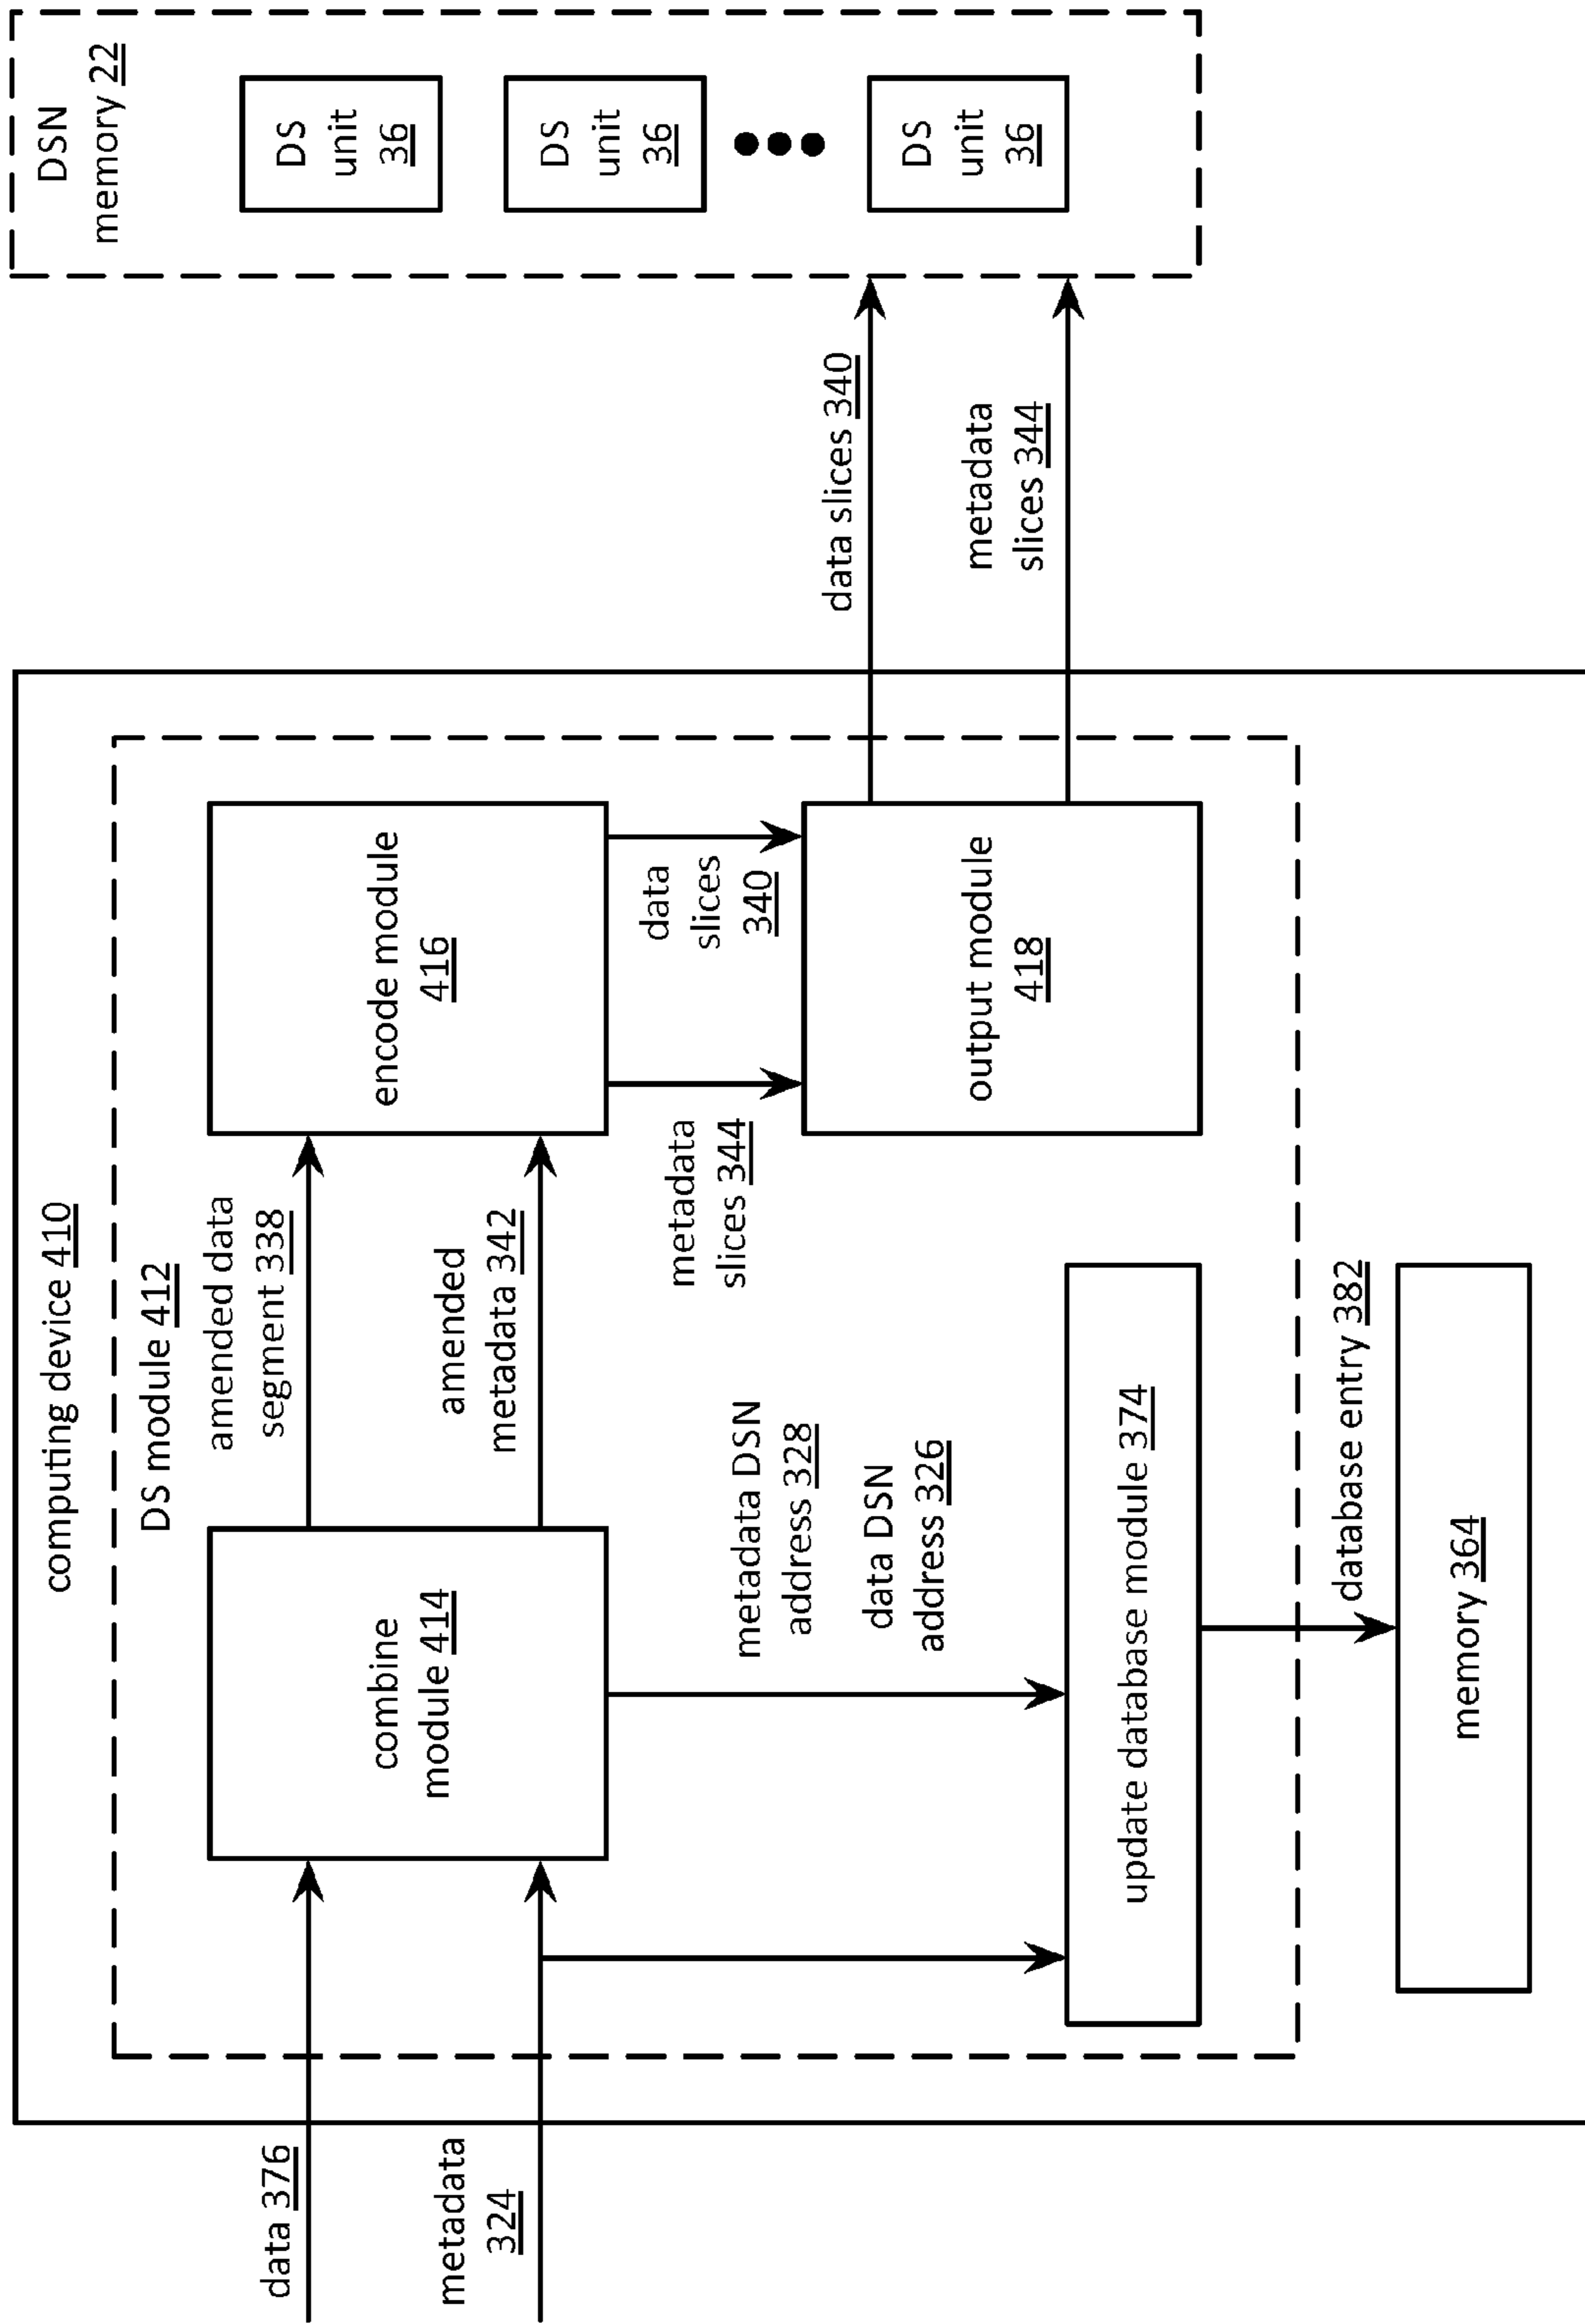 computing device 410
DS module 412
data 376
metadata
324
combine
module 414
amended data
segment 338
amended
metadata 342
encode module
416
metadata
slices 344
data
slices
340
output module
418
metadata DSN
address 328
data DSN
address 326
update database module 374
database entry 382
memory 364
data slices 340
metadata
slices 344
DSN
memory 22
DS
unit
36
DS
unit
36
DS
unit
36